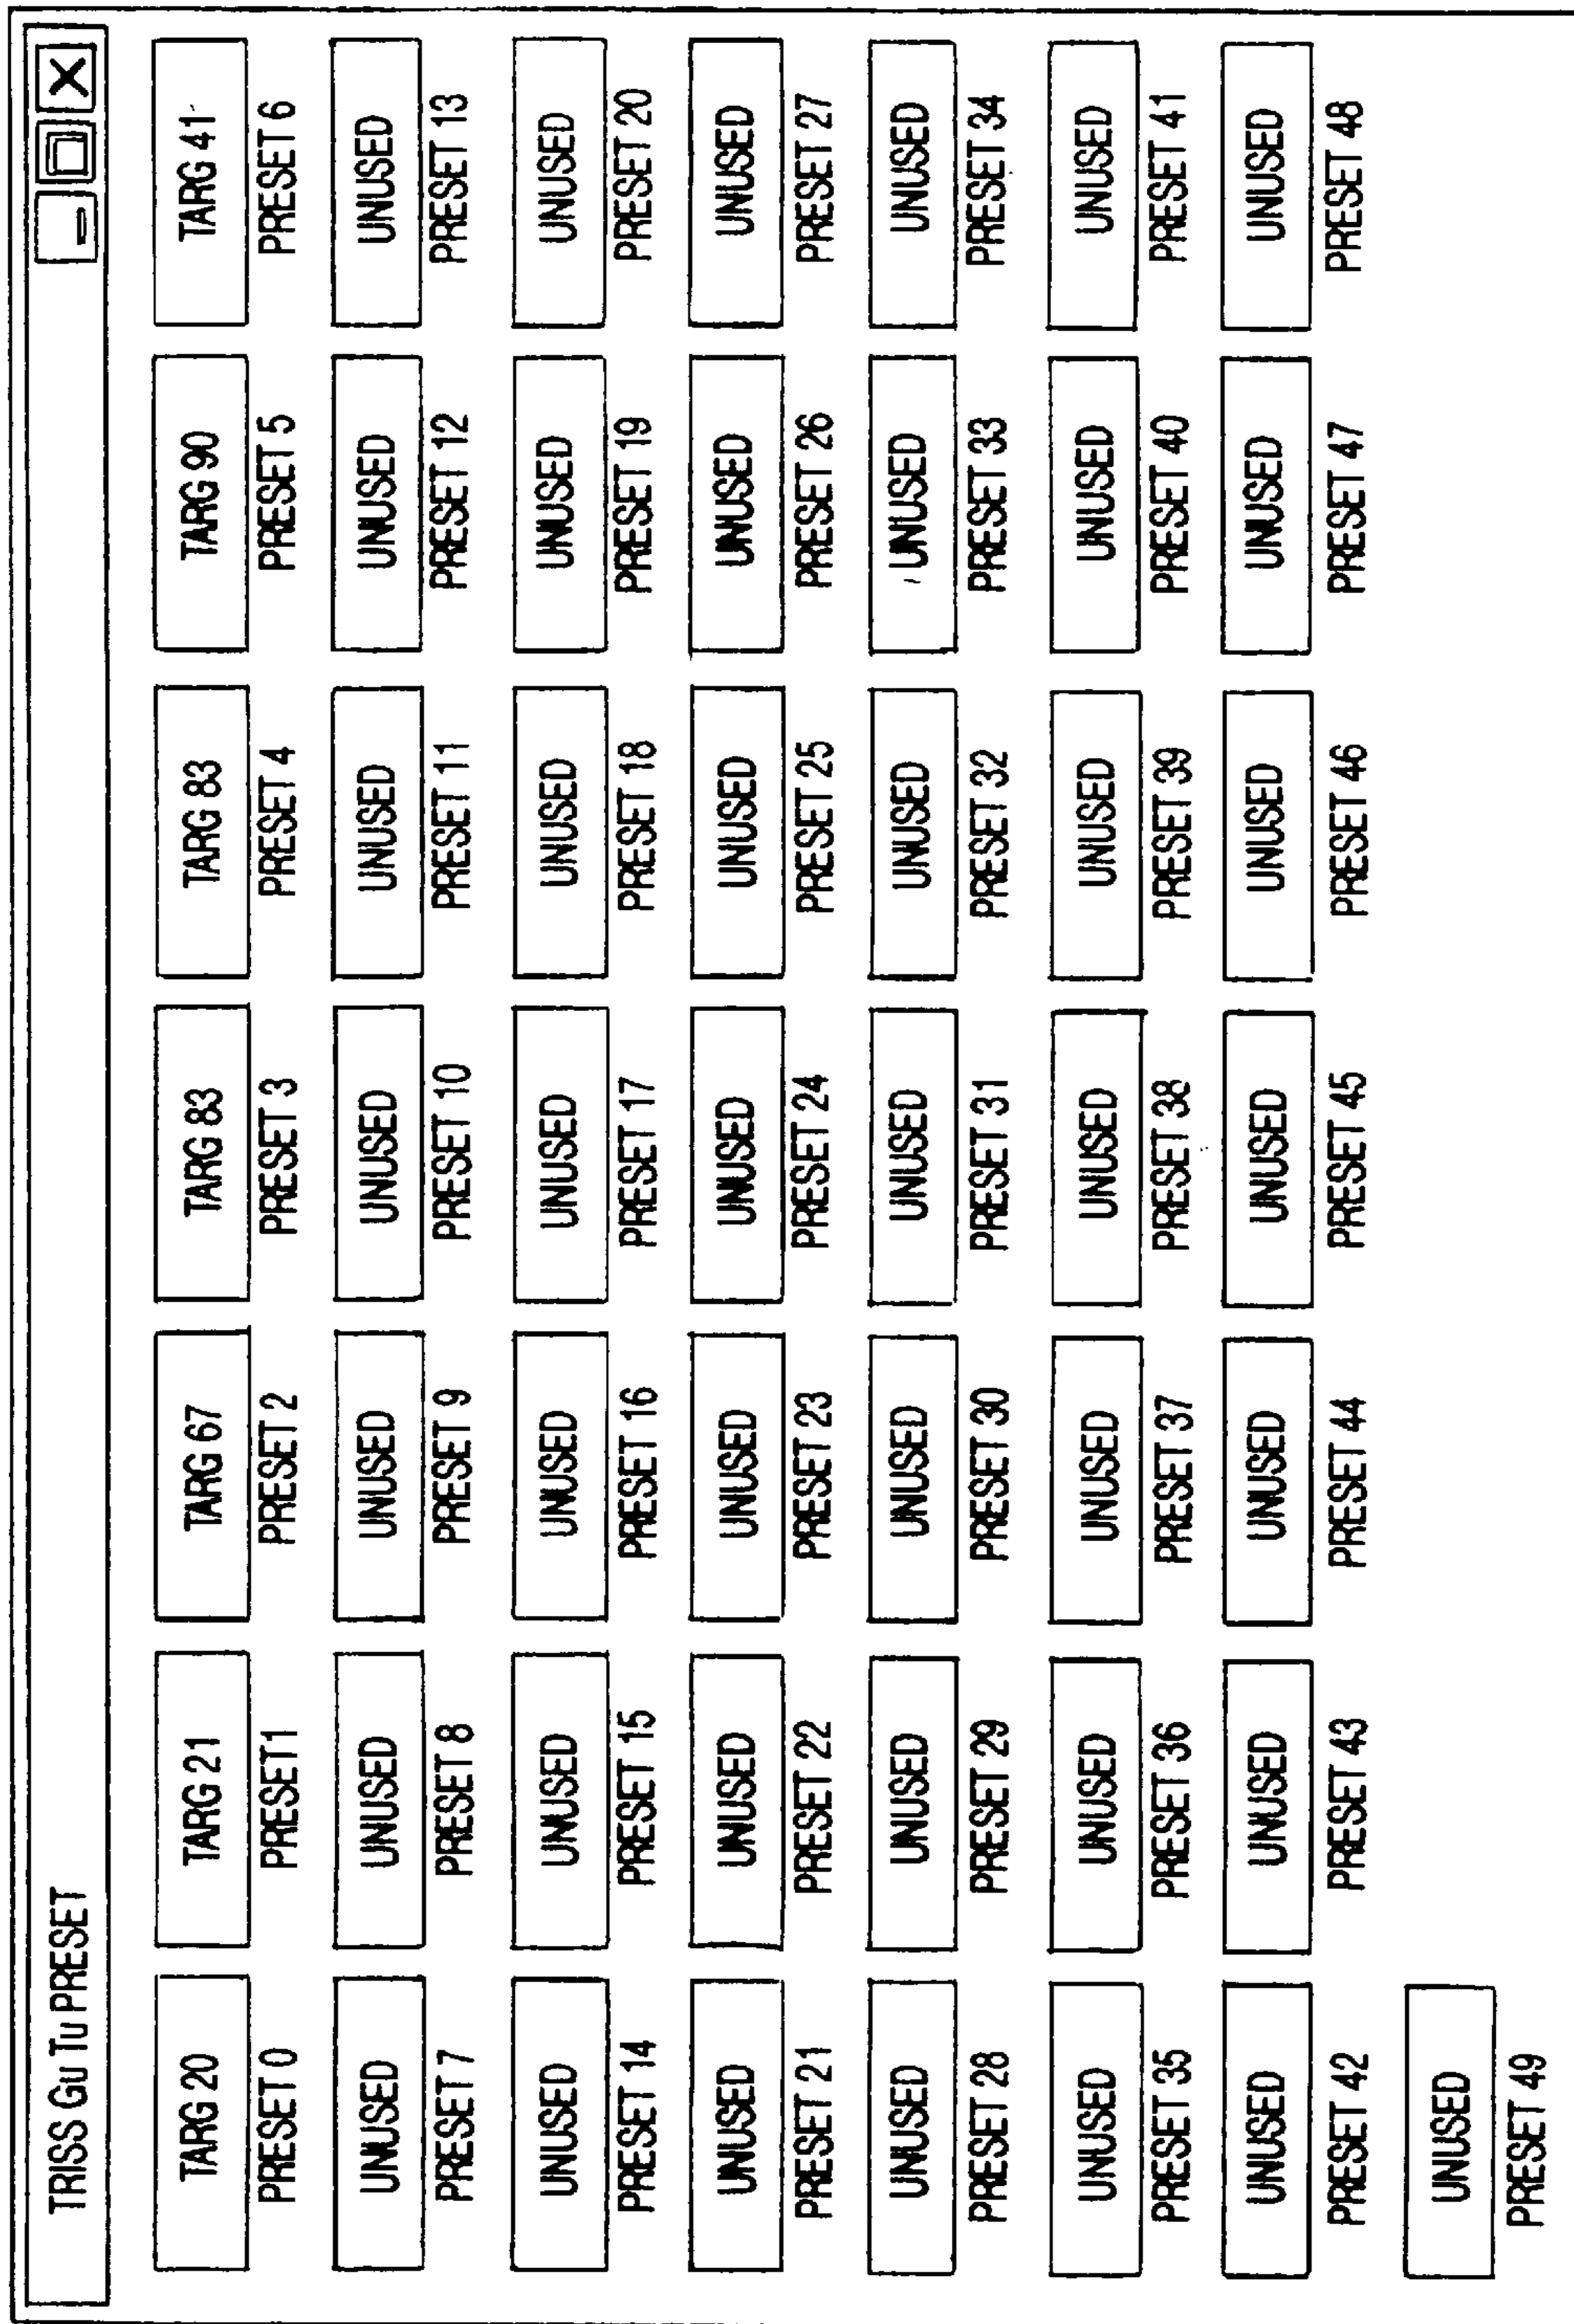 TRISS Gu Tu PRESET
TARG 20 TARG 21 TARG 67 TARG 83 TARG 83 TARG 90 TARG 41
PRESET 0 PRESET1 PRESET 2 PRESET 3 PRESET 4 PRESET 5 PRESET 6
UNUSED UNUSED UNUSED UNUSED UNUSED UNUSED UNUSED
PRESET 7 PRESET 8 PRESET 9 PRESET 10 PRESET 11 PRESET 12 PRESET 13
UNUSED UNUSED UNUSED UNUSED UNUSED UNUSED UNUSED
PRESET 14 PRESET 15 PRESET 16 PRESET 17 PRESET 18 PRESET 19 PRESET 20
UNUSED UNUSED UNUSED UNUSED UNUSED UNUSED UNUSED
PRESET 21 PRESET 22 PRESET 23 PRESET 24 PRESET 25 PRESET 26 PRESET 27
UNUSED UNUSED UNUSED UNUSED UNUSED UNUSED UNUSED
PRESET 28 PRESET 29 PRESET 30 PRESET 31 PRESET 32 PRESET 33 PRESET 34
UNUSED UNUSED UNUSED UNUSED UNUSED UNUSED UNUSED
PRESET 35 PRESET 36 PRESET 37 PRESET 38 PRESET 39 PRESET 40 PRESET 41
UNUSED UNUSED UNUSED UNUSED UNUSED UNUSED UNUSED
PRESET 42 PRESET 43 PRESET 44 PRESET 45 PRESET 46 PRESET 47 PRESET 48
UNUSED
PRESET 49